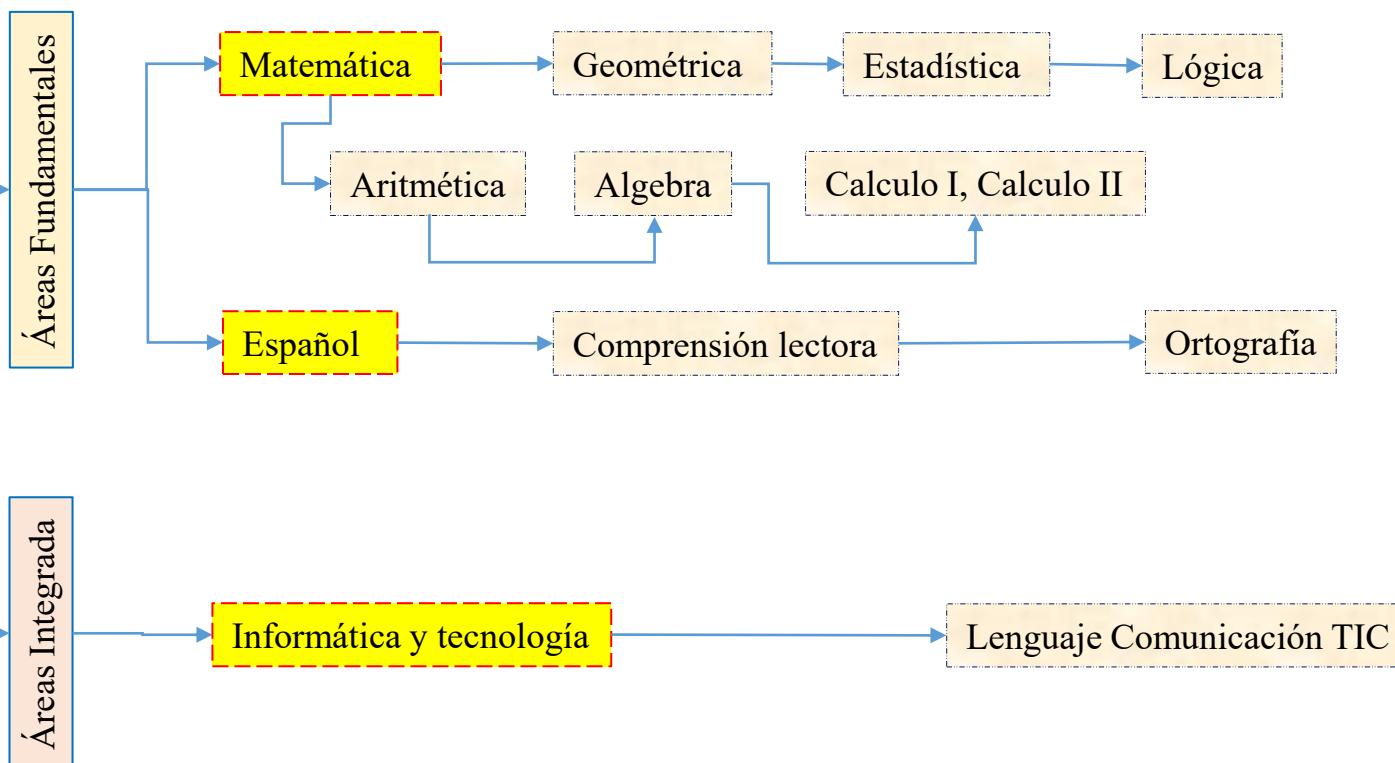 Áreas Fundamentales
Matemática
Geométrica
Estadística
Lógica
Aritmética
Algebra
Calculo I, Calculo II
Español
Comprensión lectora
Ortografía
Áreas Integrada
Informática y tecnología
Lenguaje Comunicación TIC